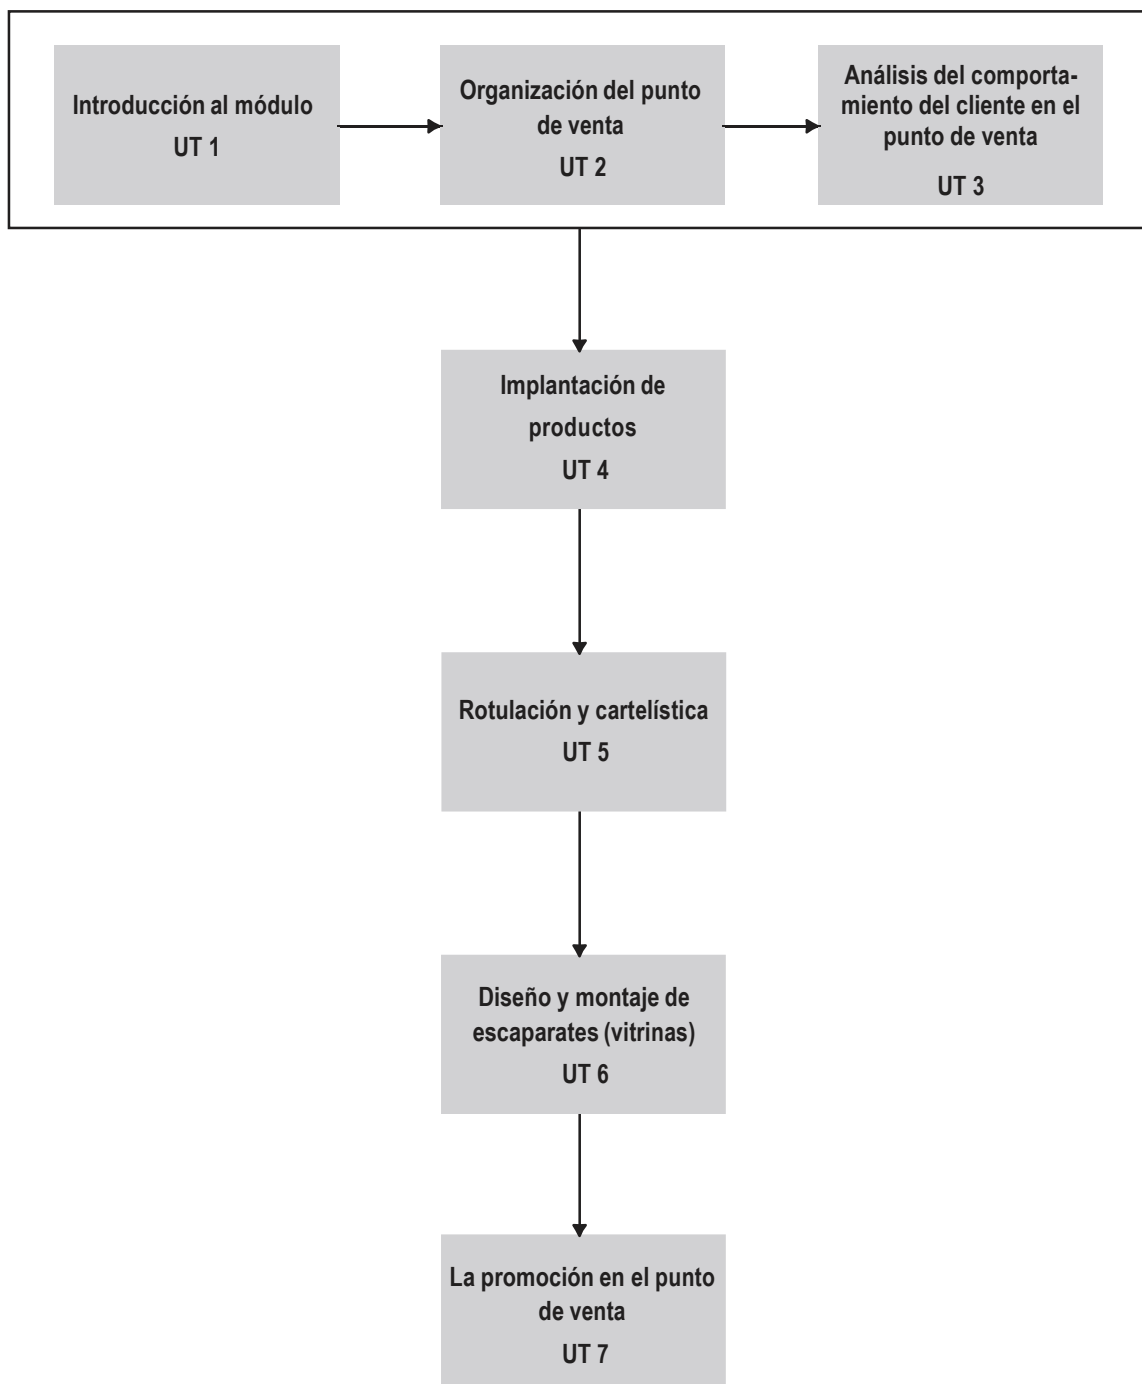 Introducción al módulo
UT 1
Organización del punto
de venta
UT 2
Análisis del comporta-
miento del cliente en el
punto de venta
UT 3
Implantación de
productos
UT 4
Rotulación y cartelística
UT 5
Diseño y montaje de
escaparates (vitrinas)
UT 6
La promoción en el punto
de venta
UT 7